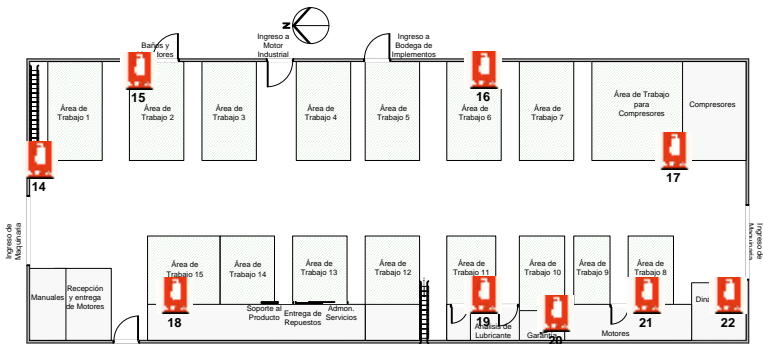 N
Baños y
lores
Ingreso a
Motor
Industrial
Ingreso a
Bodega de
Implementos
15
16
Área de
Trabajo 1
Área de
Trabajo 2
Área de
Trabajo 3
Área de
Trabajo 4
Área de
Trabajo 5
Área de
Trabajo 6
Área de
Trabajo 7
Área de Trabajo
para
Compresores
Compresores
14
17
Ingreso de
Maquinaria
Ingreso de
Área de
Trabajo 15
Área de
Trabajo 14
Área de
Trabajo 13
Área de
Trabajo 12
Área de
Trabajo 11
Área de
Trabajo 10
Área de
Trabajo 9
Área de
Trabajo 8
Manuales
Recepción
y entrega
de Motores
18
Soporte al
Producto
Entrega de
Repuestos
Admon.
Servicios
19
Lubricante
20
Garantía
Motores
21
Dina
22